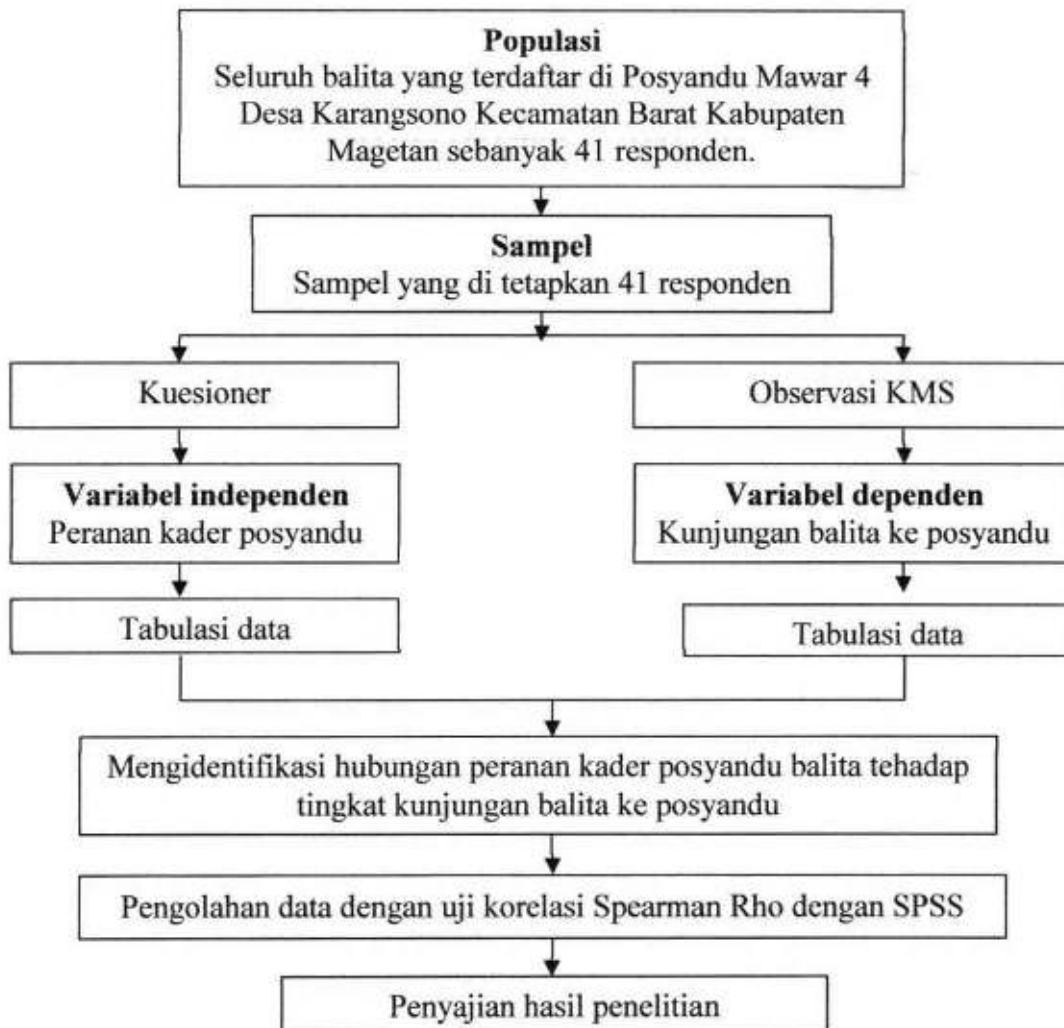 Populasi
Seluruh balita yang terdaftar di Posyandu Mawar 4
Desa Karangsono Kecamatan Barat Kabupaten
Magetan sebanyak 41 responden.
Sampel
Sampel yang di tetapkan 41 responden
Kuesioner
Observasi KMS
Variabel independen
Peranan kader posyandu
Variabel dependen
Kunjungan balita ke posyandu
Tabulasi data
Tabulasi data
Mengidentifikasi hubungan peranan kader posyandu balita tehadap
tingkat kunjungan balita ke posyandu
Pengolahan data dengan uji korelasi Spearman Rho dengan SPSS
Penyajian hasil penelitian